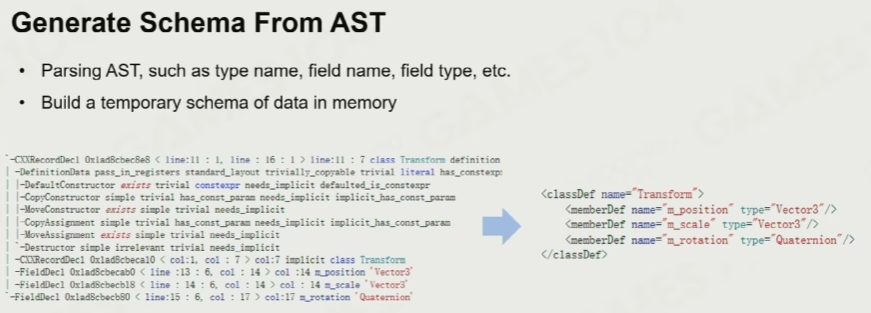 Generate Schema From AST
• Parsing AST, such as type name, field name, field type, etc.
• Build a temporary schema of data in memory
`-CXXRecordDecl 0x1ad8cbec8e8 < line:11 : 1, line : 16 : 1 > line:11 : 7 class Transform definition
| -DefinitionData pass_in_registers standard_layout trivially_copyable trivial literal has_constexp
| |-DefaultConstructor exists trivial constexpr needs_implicit defaulted_is_constexpr
| |-CopyConstructor simple trivial has_const_param needs_implicit implicit_has_const_param
| |-MoveConstructor exists simple trivial needs_implicit
| |-CopyAssignment simple trivial has_const_param needs_implicit implicit_has_const_param
| |-MoveAssignment exists simple trivial needs_implicit
| `-Destructor simple irrelevant trivial needs_implicit
| -CXXRecordDecl 0x1ad8cbeca10 < col:1, col : 7 > col:7 implicit class Transform
| -FieldDecl 0x1ad8cbecab0 < line :13 : 6, col : 14 > col :14 m_position 'Vector3'
| -FieldDecl 0x1ad8cbecb18 < line : 14 : 6, col : 14 > col : 14 m_scale 'Vector3'
`-FieldDecl 0x1ad8cbecb80 < line:15 : 6, col : 17 > col:17 m_rotation 'Quaternion'
<classDef name="Transform">
<memberDef name="m_position" type="Vector3"/>
<memberDef name="m_scale" type="Vector3"/>
<memberDef name="m_rotation" type="Quaternion"/>
</classDef>